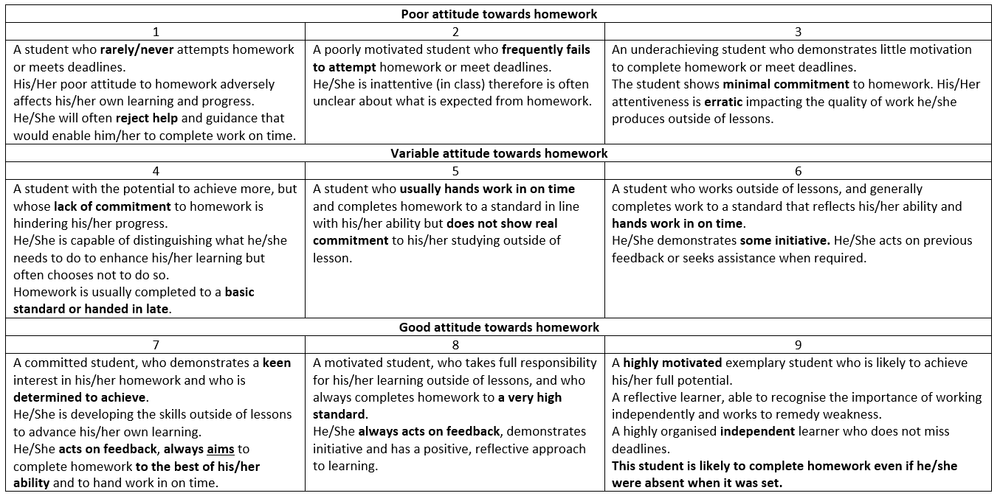 Poor attitude towards homework
1
2
3
A student who rarely/never attempts homework
or meets deadlines.
His/Her poor attitude to homework adversely
affects his/her own learning and progress.
He/She will often reject help and guidance that
would enable him/her to complete work on time.
A poorly motivated student who frequently fails
to attempt homework or meet deadlines.
He/She is inattentive (in class) therefore is often
unclear about what is expected from homework.
An underachieving student who demonstrates little motivation
to complete homework or meet deadlines.
The student shows minimal commitment to homework. His/Her
attentiveness is erratic impacting the quality of work he/she
produces outside of lessons.
Variable attitude towards homework
4
5
6
A student with the potential to achieve more, but
whose lack of commitment to homework is
hindering his/her progress.
He/She is capable of distinguishing what he/she
needs to do to enhance his/her learning but
often chooses not to do so.
Homework is usually completed to a basic
standard or handed in late.
A student who usually hands work in on time
and completes homework to a standard in line
with his/her ability but does not show real
commitment to his/her studying outside of
lesson.
A student who works outside of lessons, and generally
completes work to a standard that reflects his/her ability and
hands work in on time.
He/She demonstrates some initiative. He/She acts on previous
feedback or seeks assistance when required.
Good attitude towards homework
7
8
9
A committed student, who demonstrates a keen
interest in his/her homework and who is
determined to achieve.
He/She is developing the skills outside of lessons
to advance his/her own learning.
He/She acts on feedback, always aims to
complete homework to the best of his/her
ability and to hand work in on time.
A motivated student, who takes full responsibility
for his/her learning outside of lessons, and who
always completes homework to a very high
standard.
He/She always acts on feedback, demonstrates
initiative and has a positive, reflective approach
to learning.
A highly motivated exemplary student who is likely to achieve
his/her full potential.
A reflective learner, able to recognise the importance of working
independently and works to remedy weakness.
A highly organised independent learner who does not miss
deadlines.
This student is likely to complete homework even if he/she
were absent when it was set.